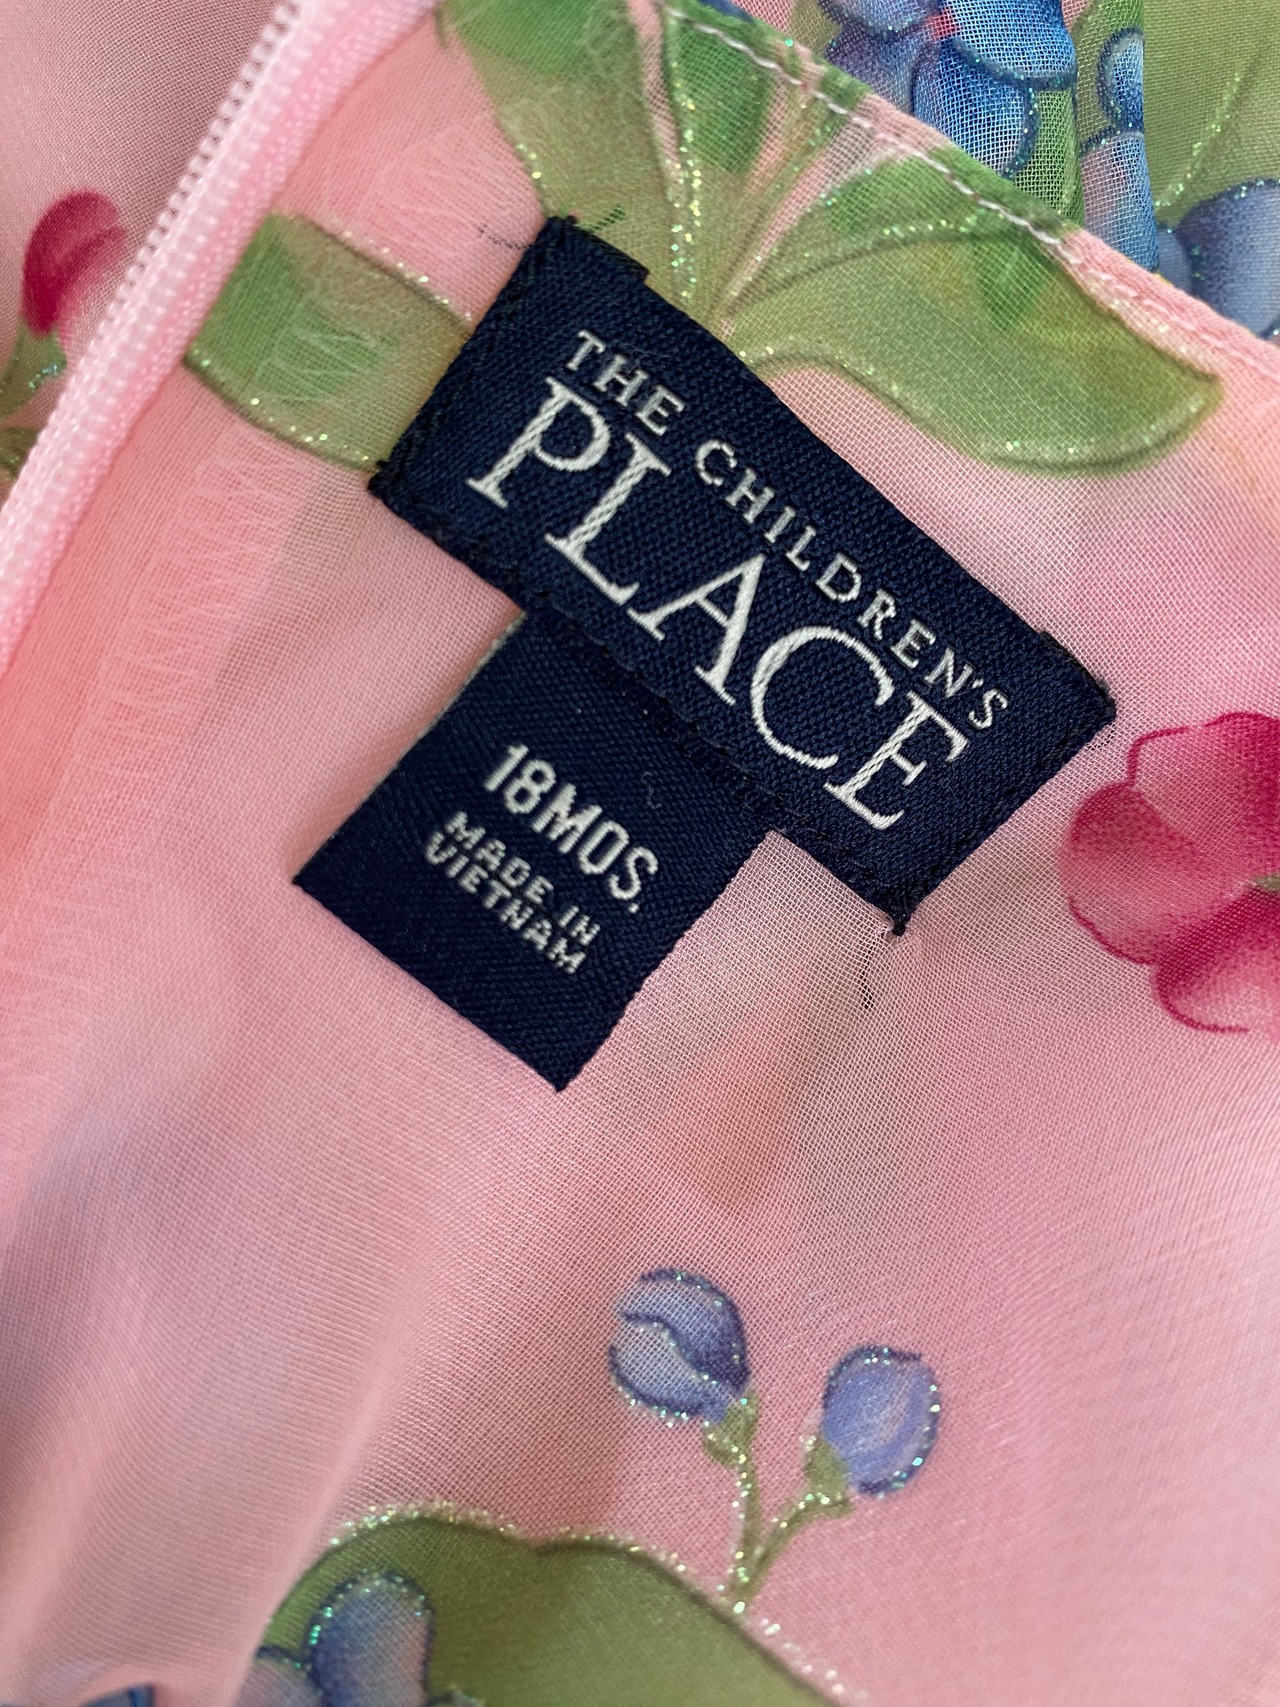 THE CHILDREN'S
PLACE
18MOS.
MADE IN
VIETNAM